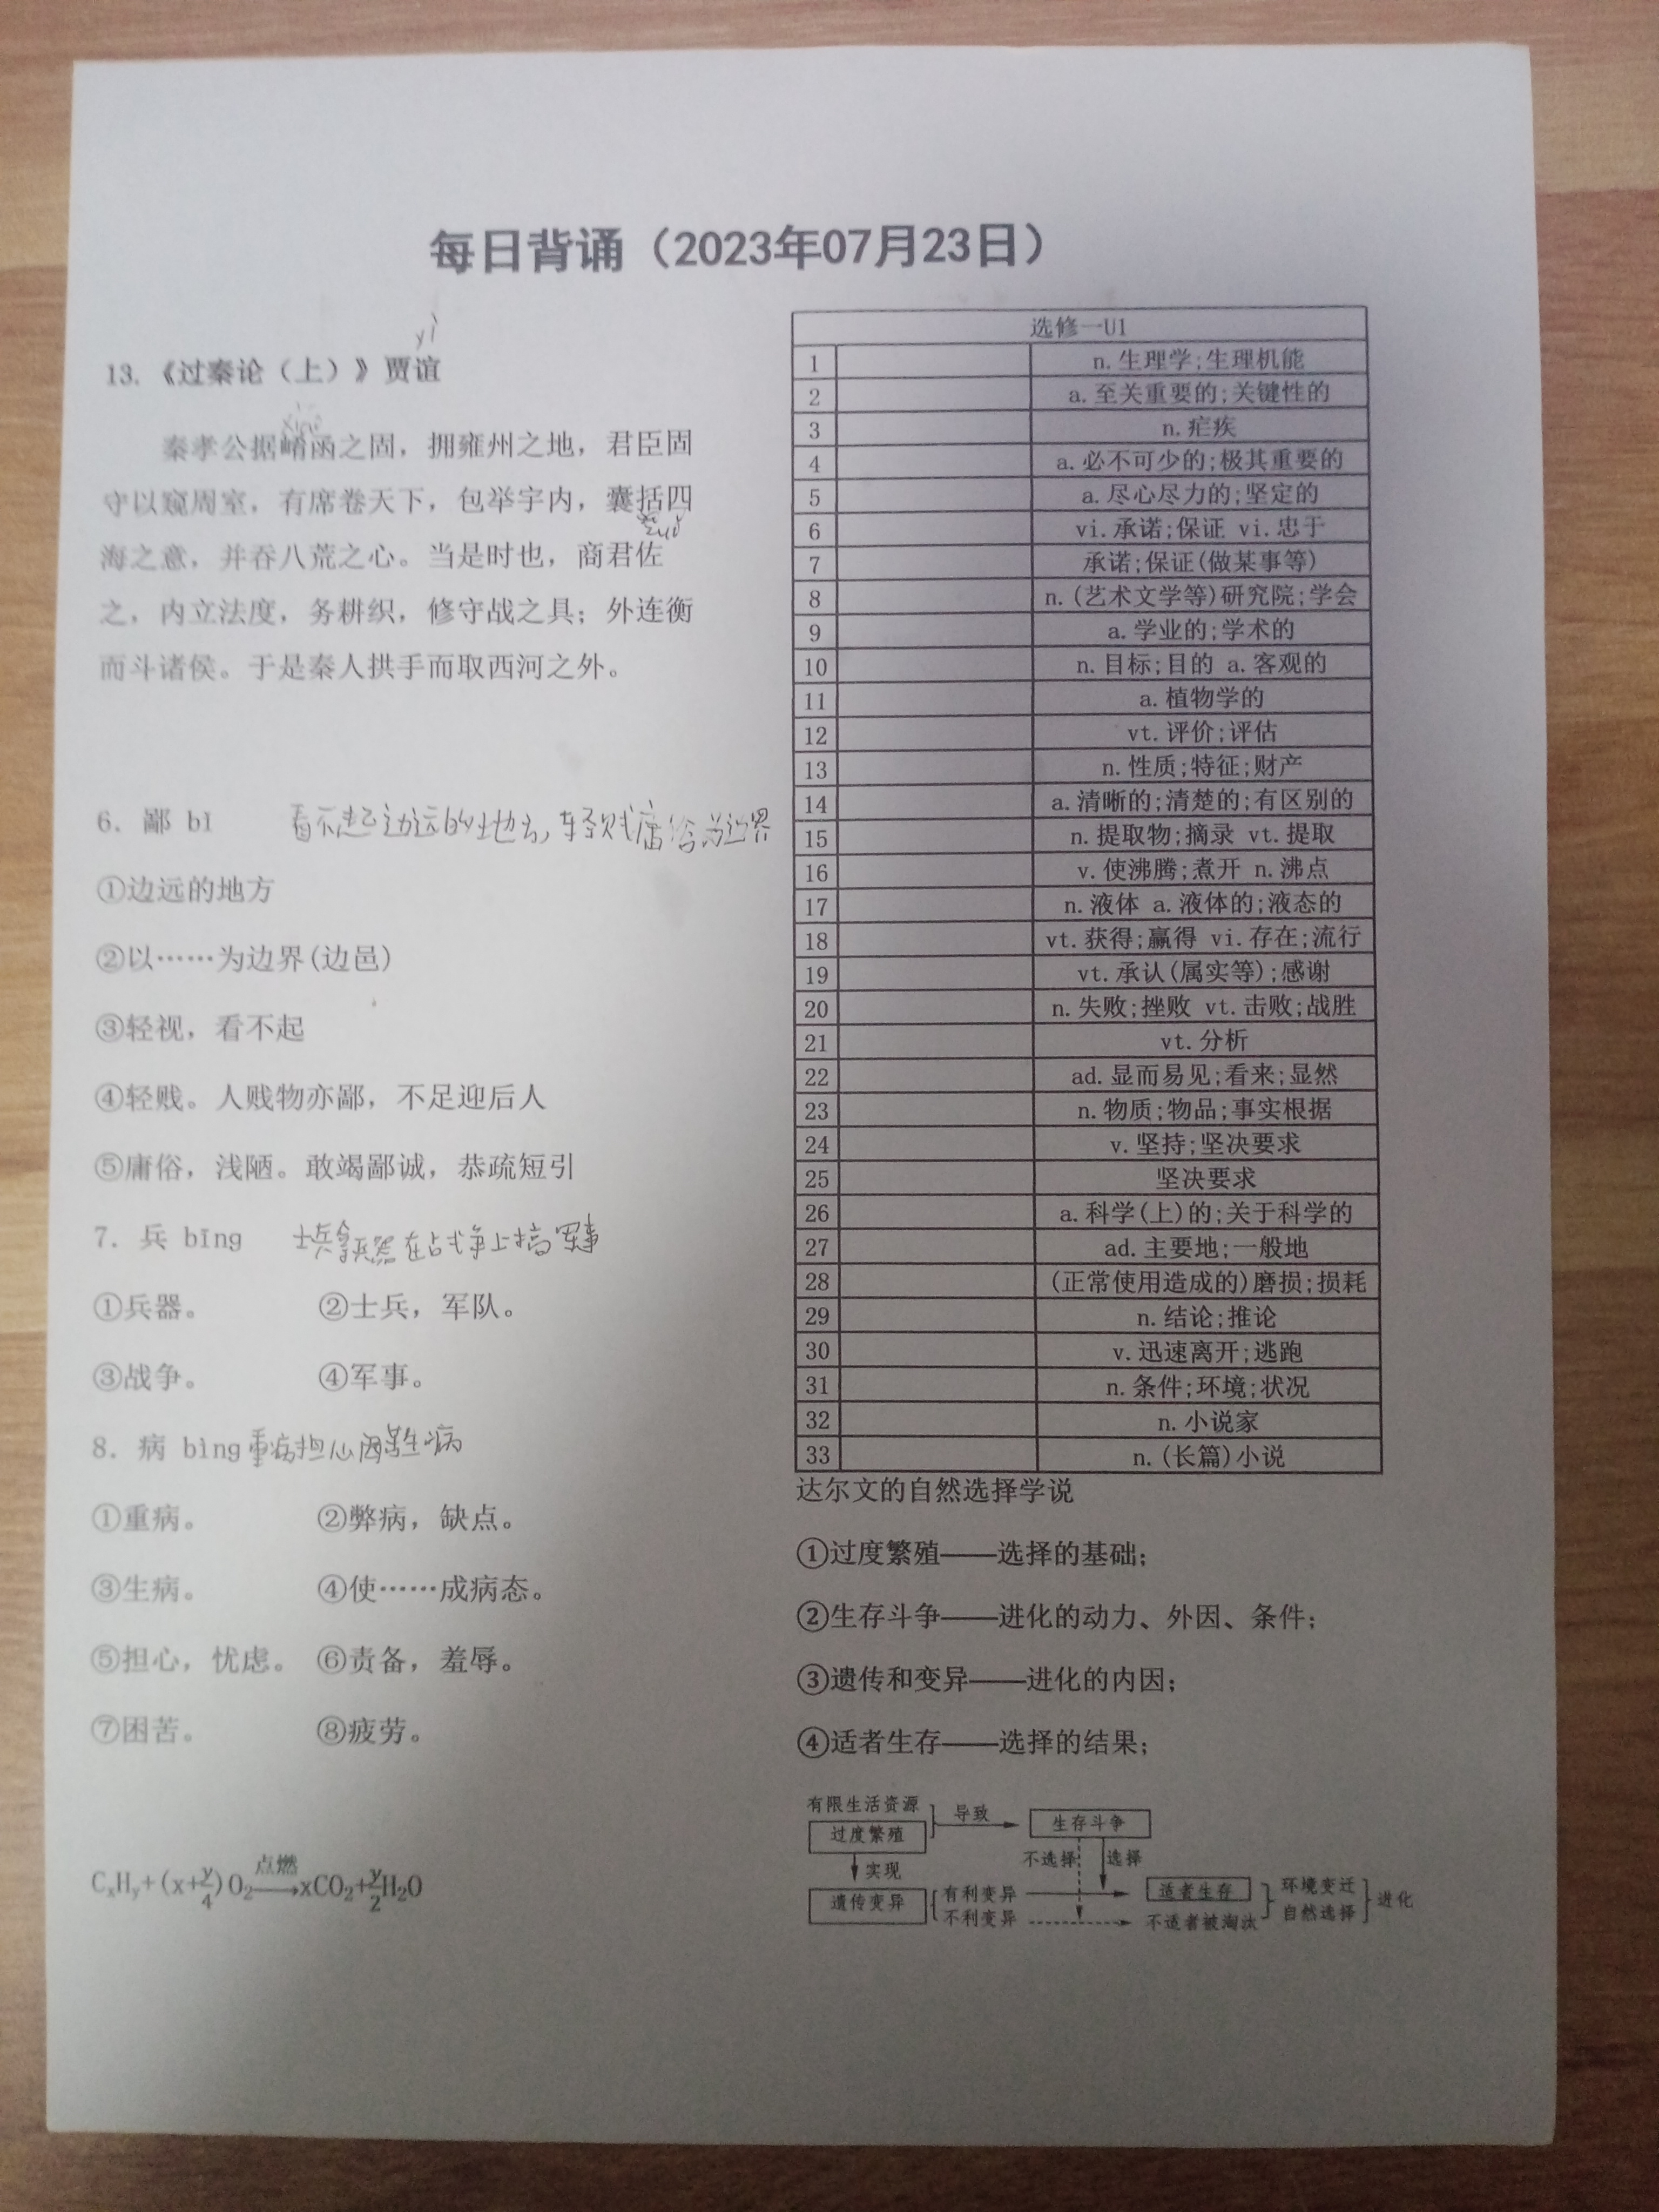 每日背诵（2023年07月23日）
yì
13.《过秦论（上）》贾谊
秦孝公据崤函之固，拥雍州之地，君臣固
守以窥周室，有席卷天下，包举宇内，囊括四
海之意，并吞八荒之心。当是时也，商君佐
之，内立法度，务耕织，修守战之具；外连衡
而斗诸侯。于是秦人拱手而取西河之外。
6. 鄙 bǐ 看不起边远的地方，轻贱庸俗为边界
①边远的地方
②以……为边界(边邑)
③轻视，看不起
④轻贱。人贱物亦鄙，不足迎后人
⑤庸俗，浅陋。敢竭鄙诚，恭疏短引
7. 兵 bīng 士兵拿兵器在战争上搞军事
①兵器。 ②士兵，军队。
③战争。 ④军事。
8. 病 bìng 重病担心因苦生病
①重病。 ②弊病，缺点。
③生病。 ④使……成病态。
⑤担心，忧虑。 ⑥责备，羞辱。
⑦困苦。 ⑧疲劳。
CxHy+(x+y/4)O2 点燃→ xCO2+y/2H2O
选修一U1
1 n.生理学;生理机能
2 a.至关重要的;关键性的
3 n.疟疾
4 a.必不可少的;极其重要的
5 a.尽心尽力的;坚定的
6 vi.承诺;保证 vi.忠于
7 承诺;保证(做某事等)
8 n.(艺术文学等)研究院;学会
9 a.学业的;学术的
10 n.目标;目的 a.客观的
11 a.植物学的
12 vt.评价;评估
13 n.性质;特征;财产
14 a.清晰的;清楚的;有区别的
15 n.提取物;摘录 vt.提取
16 v.使沸腾;煮开 n.沸点
17 n.液体 a.液体的;液态的
18 vt.获得;赢得 vi.存在;流行
19 vt.承认(属实等);感谢
20 n.失败;挫败 vt.击败;战胜
21 vt.分析
22 ad.显而易见;看来;显然
23 n.物质;物品;事实根据
24 v.坚持;坚决要求
25 坚决要求
26 a.科学(上)的;关于科学的
27 ad.主要地;一般地
28 (正常使用造成的)磨损;损耗
29 n.结论;推论
30 v.迅速离开;逃跑
31 n.条件;环境;状况
32 n.小说家
33 n.(长篇)小说
达尔文的自然选择学说
①过度繁殖——选择的基础;
②生存斗争——进化的动力、外因、条件;
③遗传和变异——进化的内因;
④适者生存——选择的结果;
有限生活资源 导致 生存斗争
过度繁殖
实现 不选择 选择
遗传变异 有利变异 适者生存 环境变迁 进化
不利变异 不适者被淘汰 自然选择